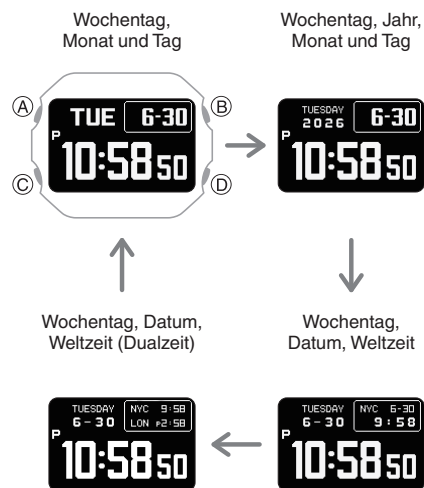 Wochentag,
Monat und Tag
Wochentag, Jahr,
Monat und Tag
A
B
C
D
TUE 6-30
P
10:58 50
TUESDAY
2026
6-30
P
10:58 50
Wochentag, Datum,
Weltzeit (Dualzeit)
Wochentag,
Datum, Weltzeit
TUESDAY NYC 9:58
6-30 LON P2:58
P
10:58 50
TUESDAY NYC 6-30
6-30 9:58
P
10:58 50